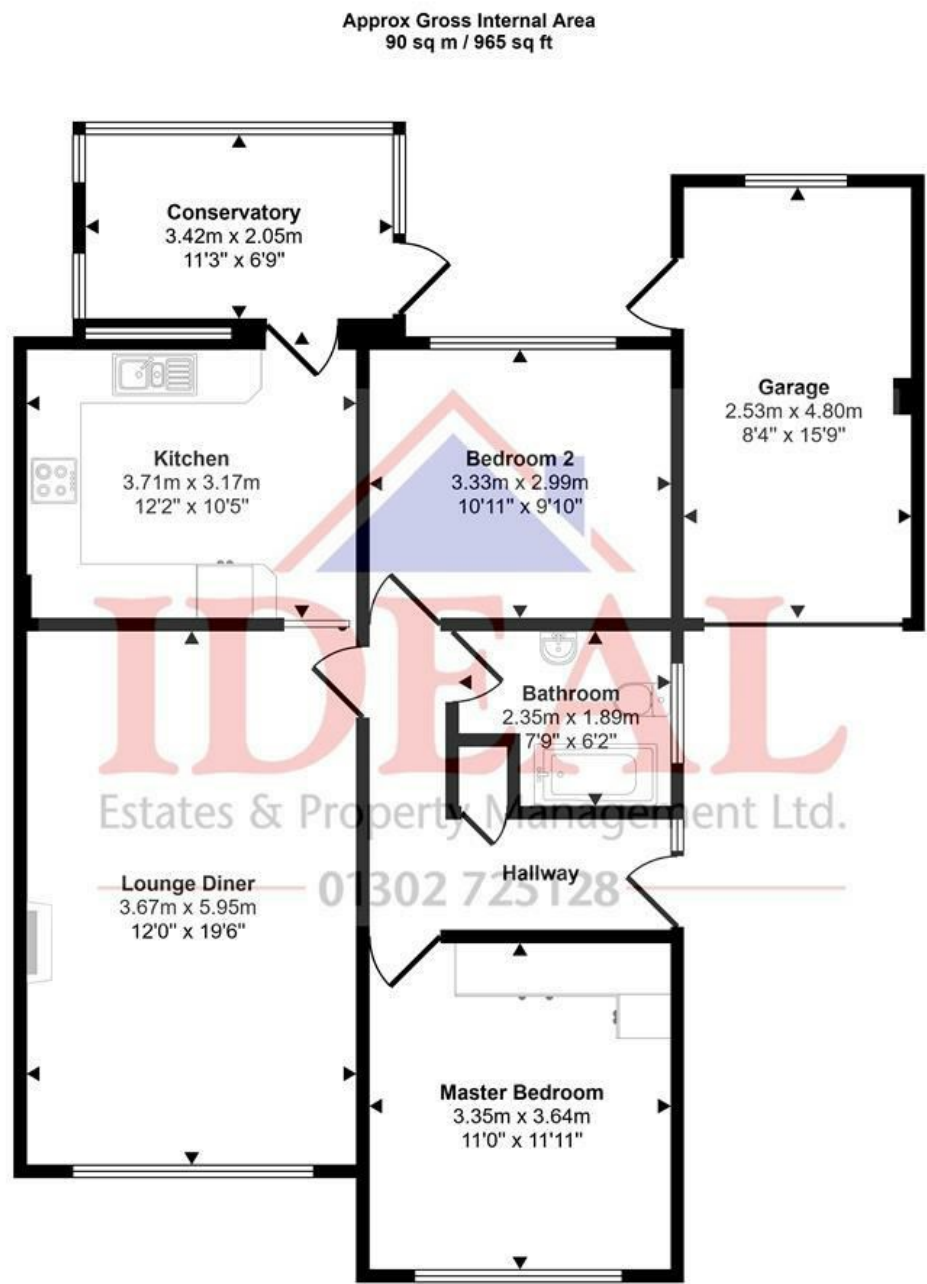 Approx Gross Internal Area
90 sq m / 965 sq ft
Conservatory
3.42m x 2.05m
11'3" x 6'9"
Garage
2.53m x 4.80m
8'4" x 15'9"
Kitchen
3.71m x 3.17m
12'2" x 10'5"
Bedroom 2
3.33m x 2.99m
10'11" x 9'10"
IDEAL
Bathroom
2.35m x 1.89m
7'9" x 6'2"
Estates & Property Management Ltd.
Hallway
01302 725128
Lounge Diner
3.67m x 5.95m
12'0" x 19'6"
Master Bedroom
3.35m x 3.64m
11'0" x 11'11"